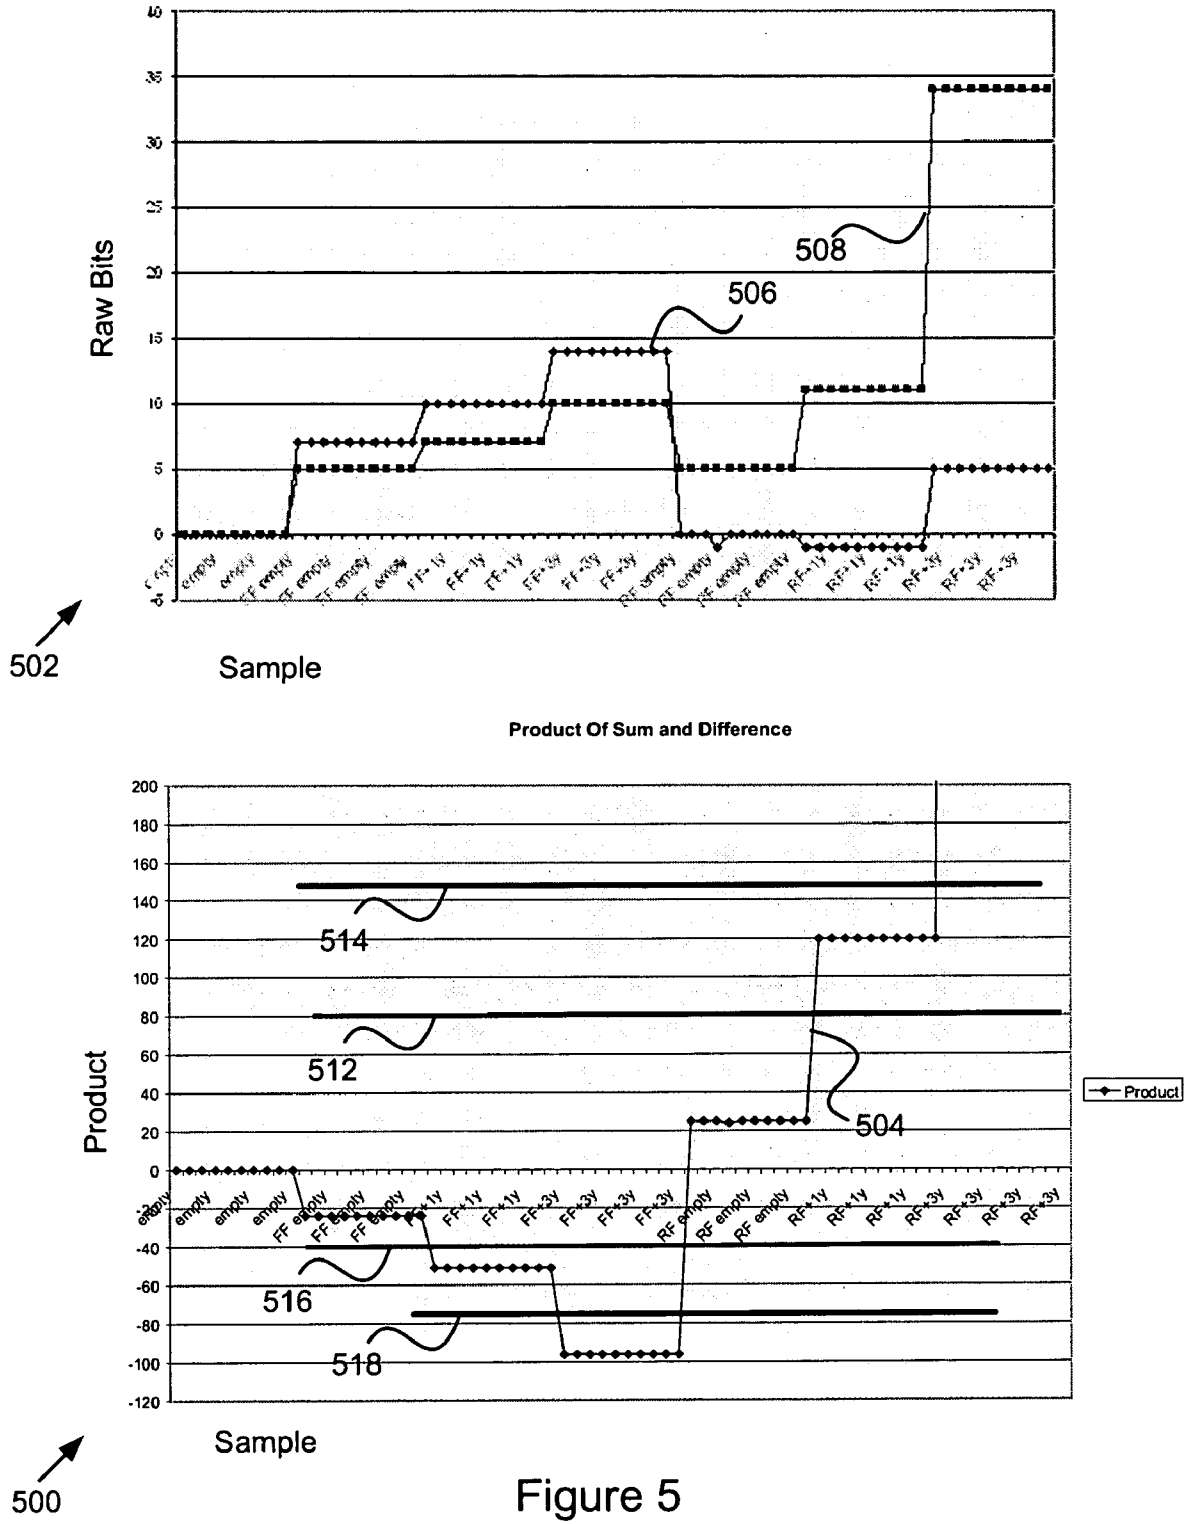 40
35
30
25
20
15
10
5
0
-5
Raw Bits
508
506
empty
empty
FF empty
FF empty
FF empty
FF empty
FF+1y
FF+1y
FF+1y
FF+3y
FF+3y
FF+3y
RF empty
RF empty
RF empty
RF empty
RF+1y
RF+1y
RF+1y
RF+3y
RF+3y
RF+3y
502
Sample
Product Of Sum and Difference
200
180
160
140
120
100
80
60
40
20
0
-20
-40
-60
-80
-100
-120
Product
514
512
504
Product
empty
empty
empty
empty
FF empty
FF empty
FF empty
FF+1y
FF+1y
FF+1y
FF+3y
FF+3y
FF+3y
FF+3y
RF empty
RF empty
RF empty
RF+1y
RF+1y
RF+1y
RF+3y
RF+3y
RF+3y
RF+3y
516
518
Sample
500
Figure 5